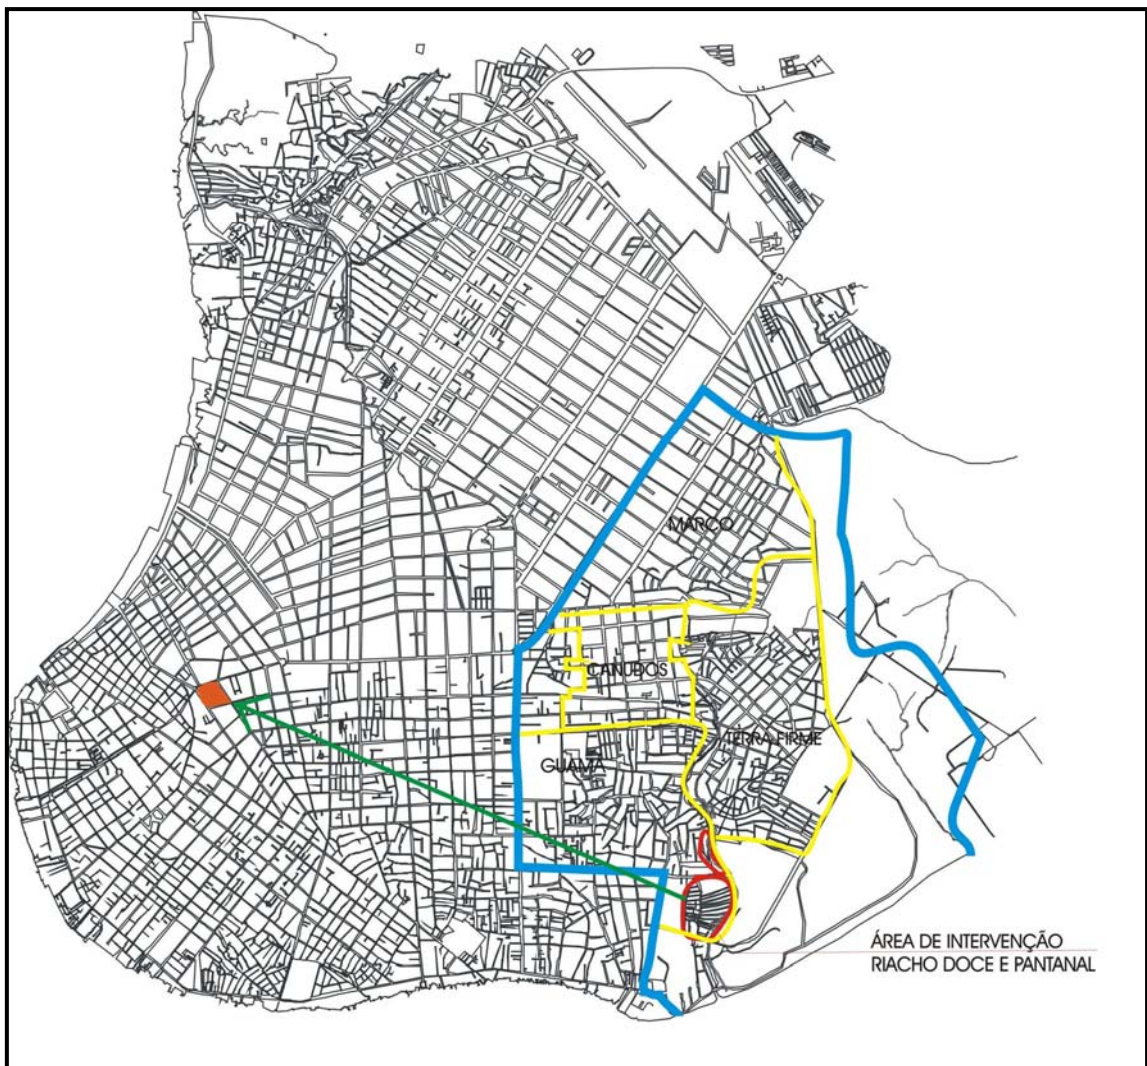 MARCO
CANUDOS
TERRA FIRME
GUAMÁ
ÁREA DE INTERVENÇÃO
RIACHO DOCE E PANTANAL